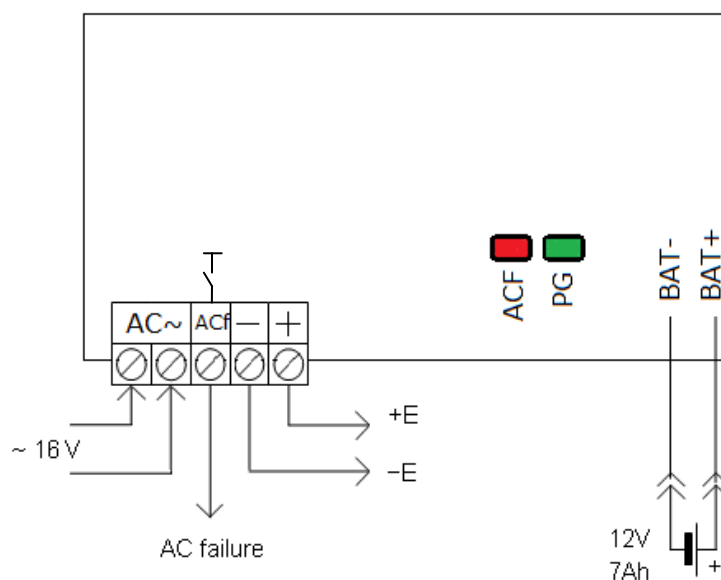 ACF
PG
BAT-
BAT+
AC~ ACf − +
~ 16 V
+E
−E
AC failure
12V
7Ah
+